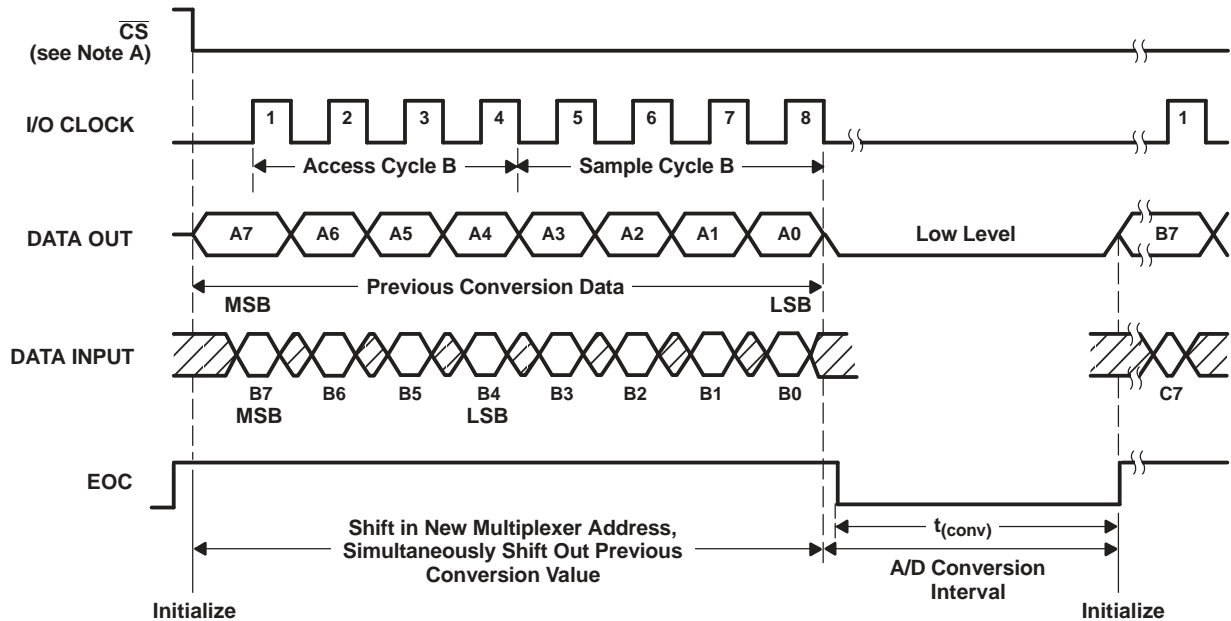 CS
(see Note A)
I/O CLOCK
1 2 3 4 5 6 7 8 1
Access Cycle B Sample Cycle B
DATA OUT
A7 A6 A5 A4 A3 A2 A1 A0 Low Level B7
Previous Conversion Data
MSB LSB
DATA INPUT
B7 B6 B5 B4 B3 B2 B1 B0 C7
MSB LSB
EOC
Shift in New Multiplexer Address,
Simultaneously Shift Out Previous
Conversion Value
t(conv)
A/D Conversion
Interval
Initialize Initialize